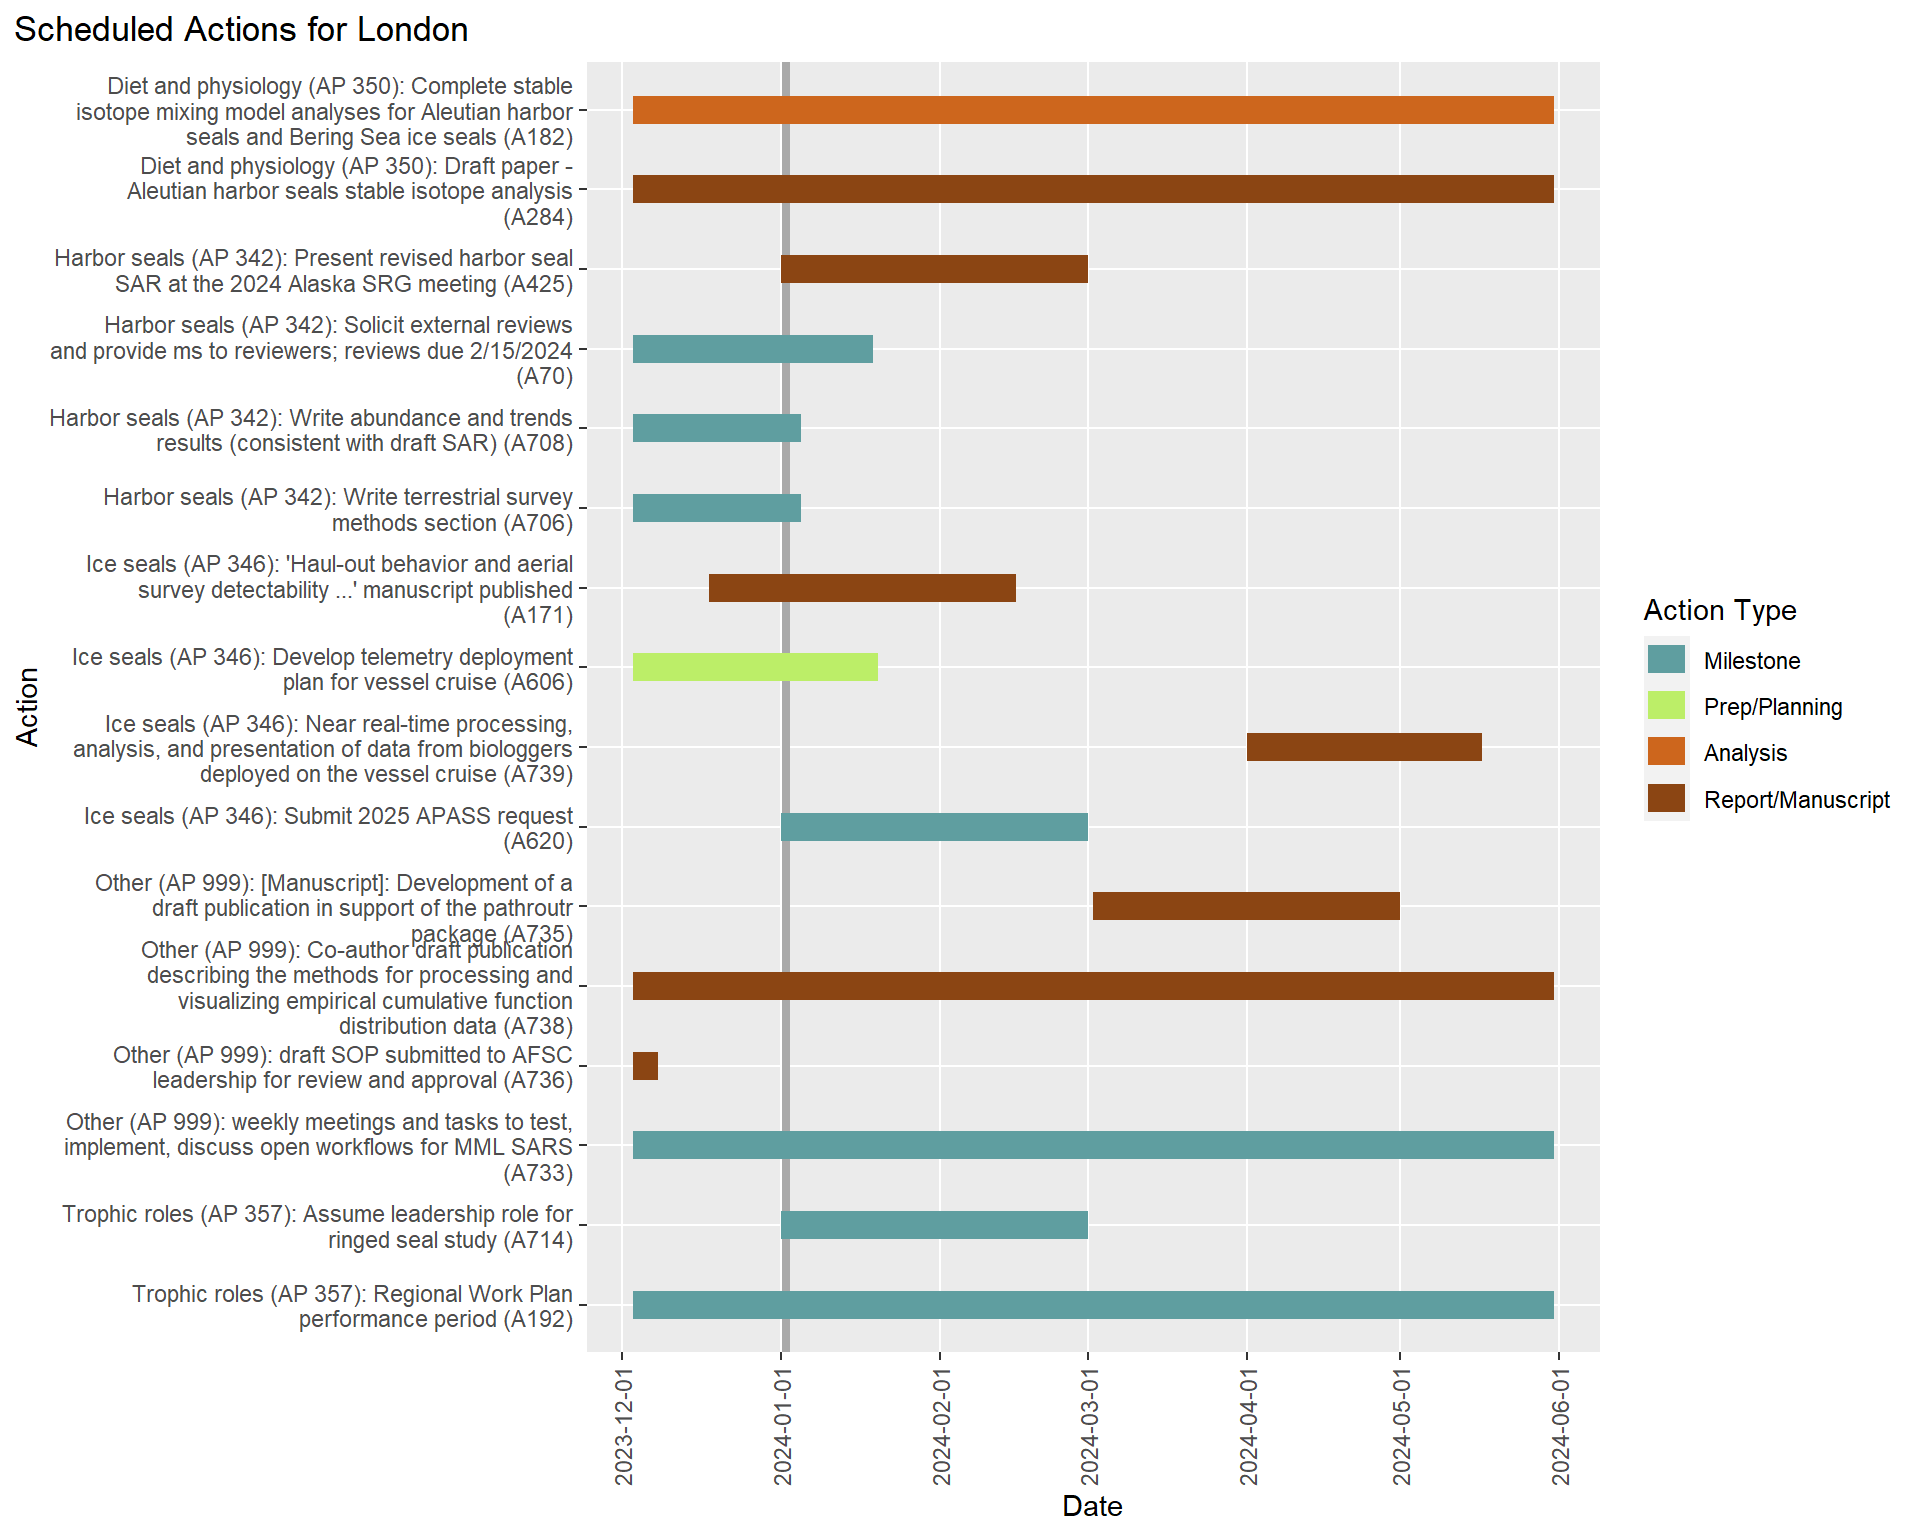 Scheduled Actions for London
Diet and physiology (AP 350): Complete stable
isotope mixing model analyses for Aleutian harbor
seals and Bering Sea ice seals (A182)
Diet and physiology (AP 350): Draft paper -
Aleutian harbor seals stable isotope analysis
(A284)
Harbor seals (AP 342): Present revised harbor seal
SAR at the 2024 Alaska SRG meeting (A425)
Harbor seals (AP 342): Solicit external reviews
and provide ms to reviewers; reviews due 2/15/2024
(A70)
Harbor seals (AP 342): Write abundance and trends
results (consistent with draft SAR) (A708)
Harbor seals (AP 342): Write terrestrial survey
methods section (A706)
Ice seals (AP 346): 'Haul-out behavior and aerial
survey detectability ...' manuscript published
(A171)
Ice seals (AP 346): Develop telemetry deployment
plan for vessel cruise (A606)
Ice seals (AP 346): Near real-time processing,
analysis, and presentation of data from biologgers
deployed on the vessel cruise (A739)
Ice seals (AP 346): Submit 2025 APASS request
(A620)
Other (AP 999): [Manuscript]: Development of a
draft publication in support of the pathroutr
package (A735)
Other (AP 999): Co-author draft publication
describing the methods for processing and
visualizing empirical cumulative function
distribution data (A738)
Other (AP 999): draft SOP submitted to AFSC
leadership for review and approval (A736)
Other (AP 999): weekly meetings and tasks to test,
implement, discuss open workflows for MML SARS
(A733)
Trophic roles (AP 357): Assume leadership role for
ringed seal study (A714)
Trophic roles (AP 357): Regional Work Plan
performance period (A192)
Action
2023-12-01
2024-01-01
2024-02-01
2024-03-01
2024-04-01
2024-05-01
2024-06-01
Date
Action Type
Milestone
Prep/Planning
Analysis
Report/Manuscript